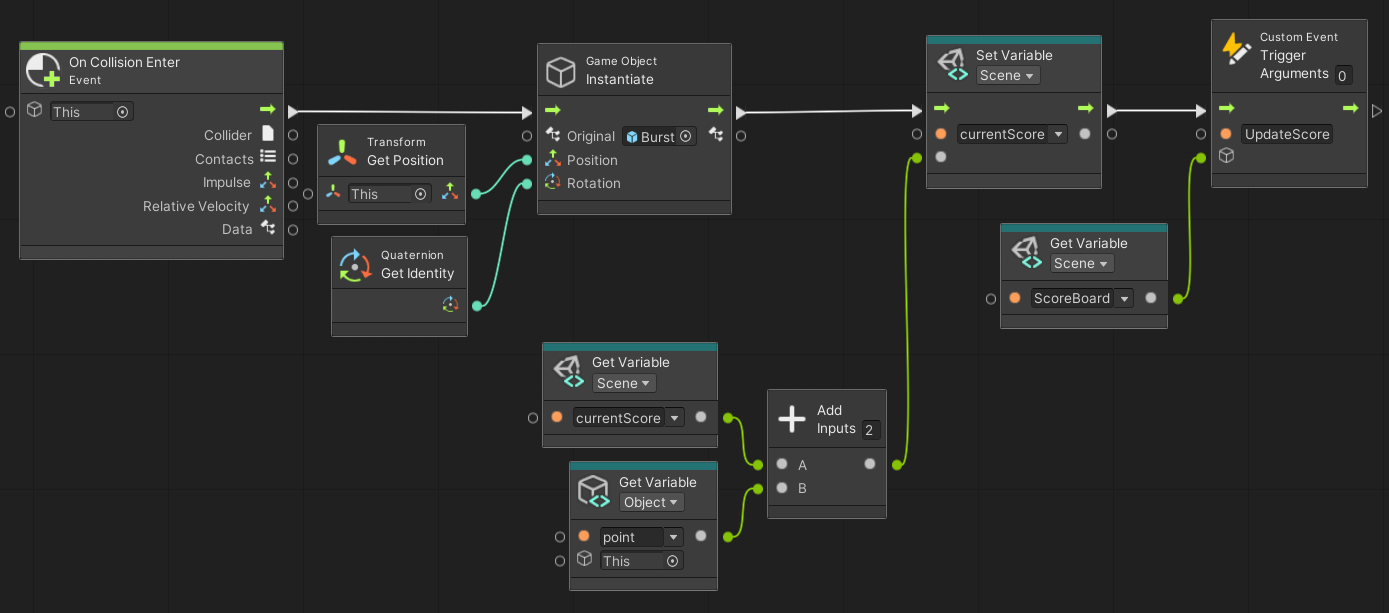 On Collision Enter
Event
This
Collider
Contacts
Impulse
Relative Velocity
Data
Transform
Get Position
This
Quaternion
Get Identity
Game Object
Instantiate
Original Burst
Position
Rotation
Get Variable
Scene
currentScore
Get Variable
Object
point
This
Add
Inputs 2
A
B
Set Variable
Scene
currentScore
Get Variable
Scene
ScoreBoard
Custom Event
Trigger
Arguments 0
UpdateScore